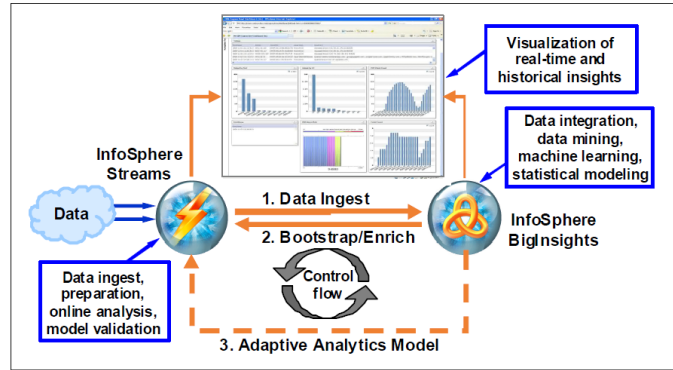 Visualization of
real-time and
historical insights
Data integration,
data mining,
machine learning,
statistical modeling
InfoSphere
Streams
Data
1. Data Ingest
2. Bootstrap/Enrich
InfoSphere
BigInsights
Control
flow
Data ingest,
preparation,
online analysis,
model validation
3. Adaptive Analytics Model